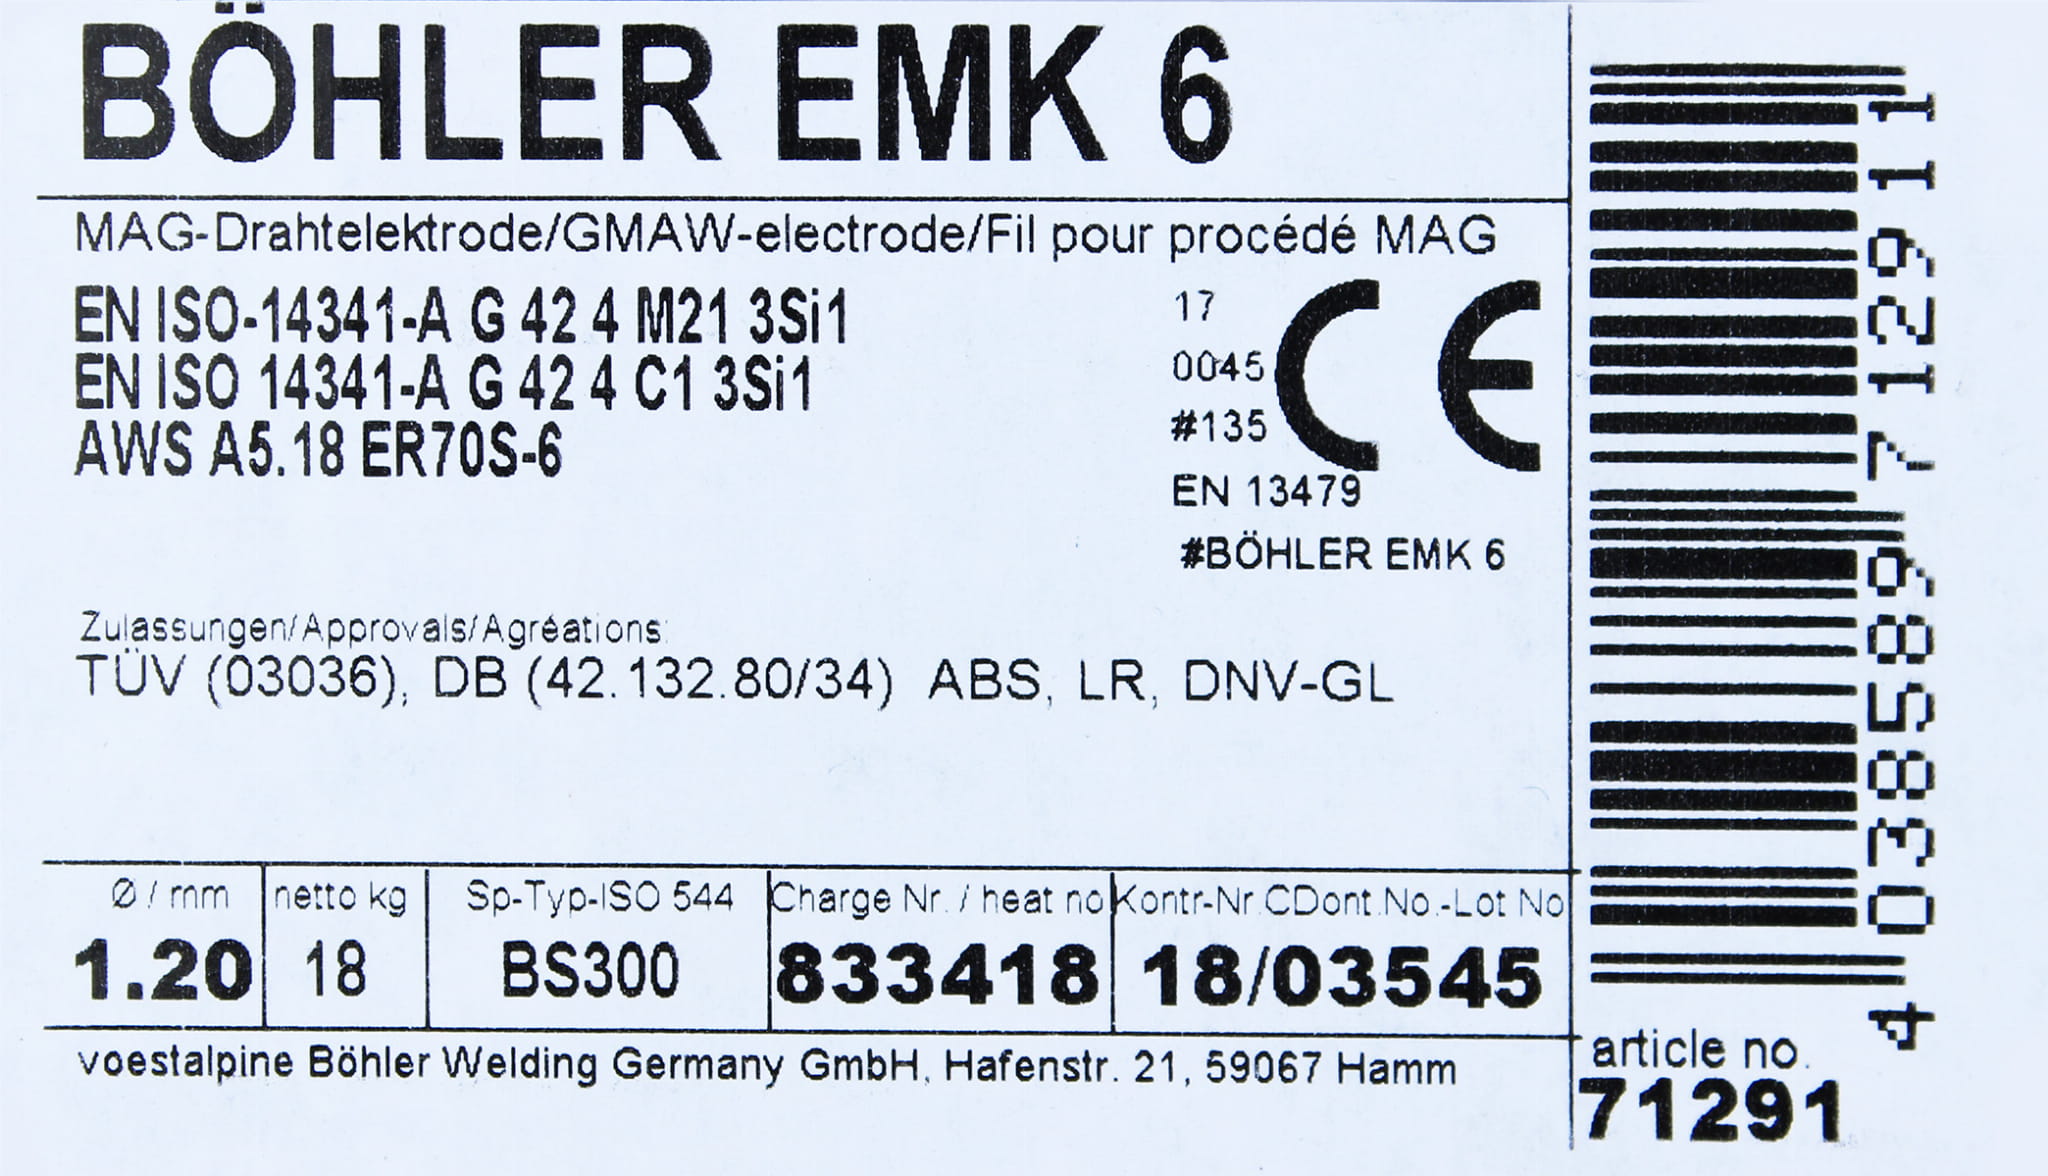 BÖHLER EMK 6
MAG-Drahtelektrode/GMAW-electrode/Fil pour procédé MAG
EN ISO-14341-A G 42 4 M21 3Si1
EN ISO 14341-A G 42 4 C1 3Si1
AWS A5.18 ER70S-6
17
0045
#135
CE
EN 13479
#BÖHLER EMK 6
Zulassungen/Approvals/Agréations:
TÜV (03036), DB (42.132.80/34) ABS, LR, DNV-GL
Ø / mm netto kg Sp-Typ-ISO 544 Charge Nr. / heat no Kontr-Nr.CDont.No.-Lot No
1.20 18 BS300 833418 18/03545
voestalpine Böhler Welding Germany GmbH, Hafenstr. 21, 59067 Hamm
4 038589 712911
article no.
71291